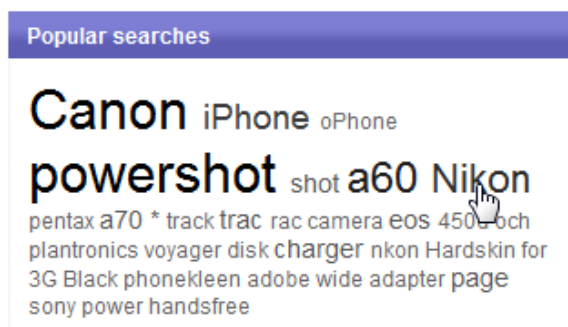 Popular searches
Canon iPhone oPhone
powershot shot a60 Nikon
pentax a70 * track trac rac camera eos 450d och
plantronics voyager disk charger nkon Hardskin for
3G Black phonekleen adobe wide adapter page
sony power handsfree